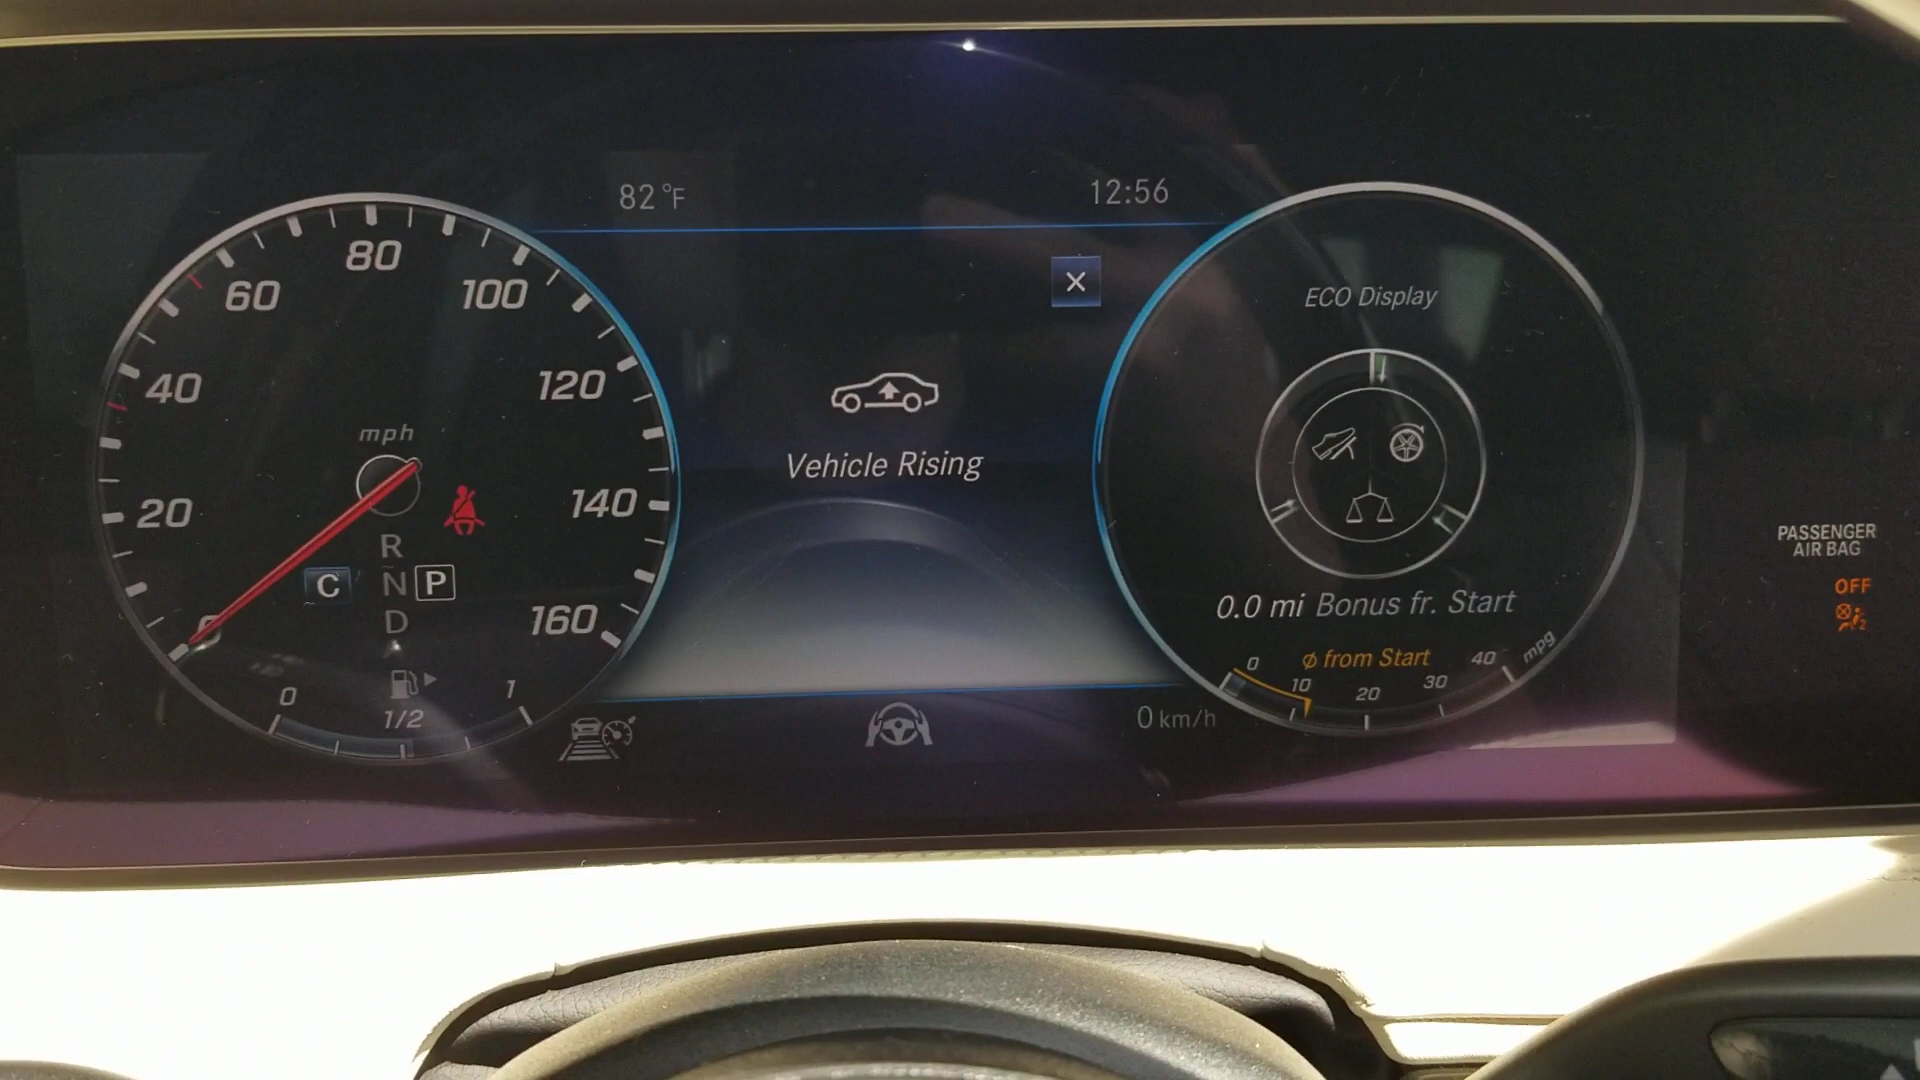 82 °F
12:56
80
60
100
40
120
20
140
0
160
mph
R
C
N
P
D
0
1/2
1
Vehicle Rising
0 km/h
ECO Display
0.0 mi Bonus fr. Start
ø from Start
0
10
20
30
40
mpg
PASSENGER
AIR BAG
OFF
2